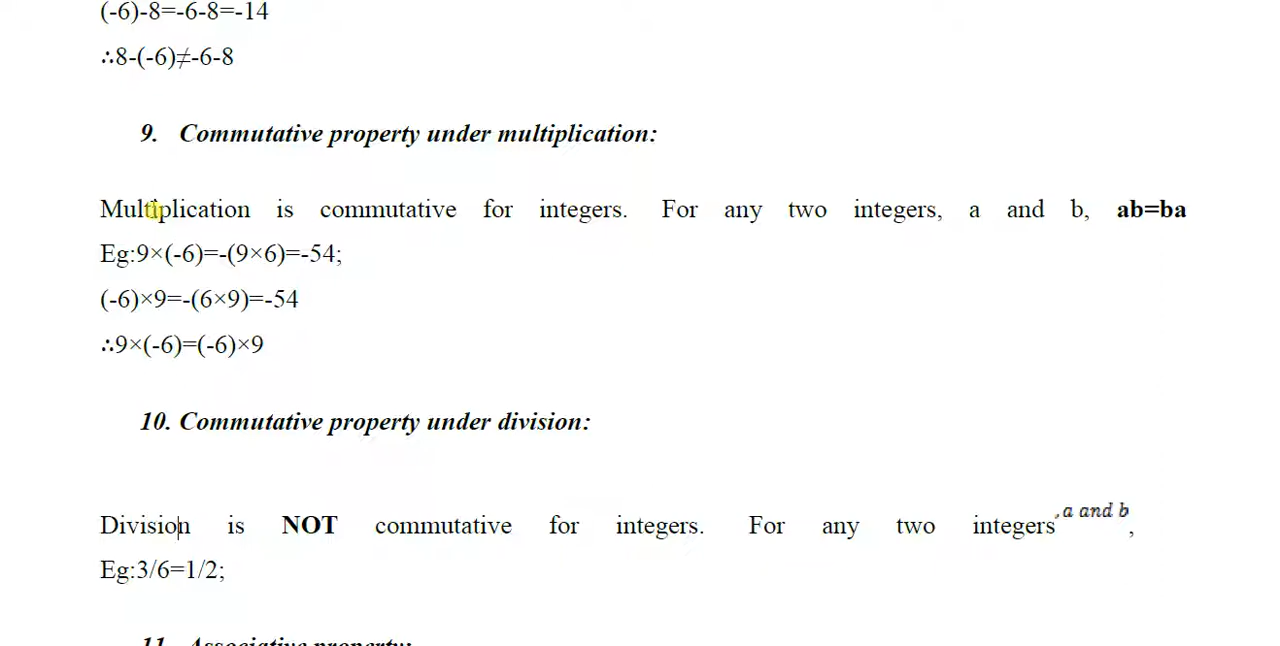 (-6)-8=-6-8=-14
∴8-(-6)≠-6-8
9. Commutative property under multiplication:
Multiplication is commutative for integers. For any two integers, a and b, ab=ba
Eg:9×(-6)=-(9×6)=-54;
(-6)×9=-(6×9)=-54
∴9×(-6)=(-6)×9
10. Commutative property under division:
Division is NOT commutative for integers. For any two integers,a and b,
Eg:3/6=1/2;
11. Associative property: